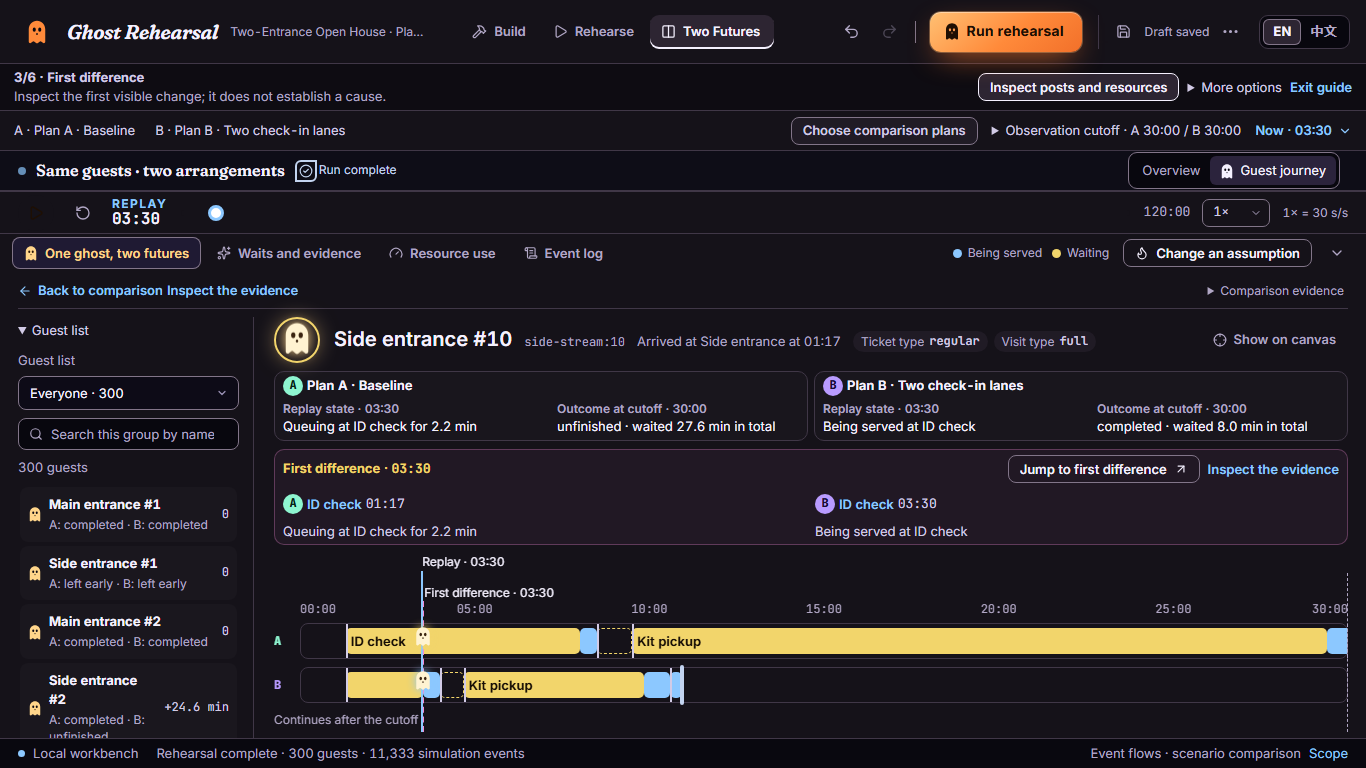 Ghost Rehearsal Two-Entrance Open House · Pla... Build Rehearse Two Futures Run rehearsal Draft saved EN 中文
3/6 · First difference
Inspect the first visible change; it does not establish a cause.
Inspect posts and resources More options Exit guide
A · Plan A · Baseline B · Plan B · Two check-in lanes Choose comparison plans Observation cutoff · A 30:00 / B 30:00 Now · 03:30
Same guests · two arrangements Run complete Overview Guest journey
REPLAY
03:30
120:00 1× 1× = 30 s/s
One ghost, two futures Waits and evidence Resource use Event log Being served Waiting Change an assumption
Back to comparison Inspect the evidence Comparison evidence
Guest list
Guest list
Everyone · 300
Search this group by name
300 guests
Main entrance #1
A: completed · B: completed 0
Side entrance #1
A: left early · B: left early 0
Main entrance #2
A: completed · B: completed 0
Side entrance
#2
A: completed · B: +24.6 min
unfinished
Side entrance #10 side-stream:10 Arrived at Side entrance at 01:17 Ticket type regular Visit type full Show on canvas
A Plan A · Baseline
Replay state · 03:30 Outcome at cutoff · 30:00
Queuing at ID check for 2.2 min unfinished · waited 27.6 min in total
B Plan B · Two check-in lanes
Replay state · 03:30 Outcome at cutoff · 30:00
Being served at ID check completed · waited 8.0 min in total
First difference · 03:30 Jump to first difference Inspect the evidence
A ID check 01:17 B ID check 03:30
Queuing at ID check for 2.2 min Being served at ID check
Replay · 03:30
First difference · 03:30
00:00 05:00 10:00 15:00 20:00 25:00 30:00
A ID check Kit pickup
B Kit pickup
Continues after the cutoff
Local workbench Rehearsal complete · 300 guests · 11,333 simulation events Event flows · scenario comparison Scope